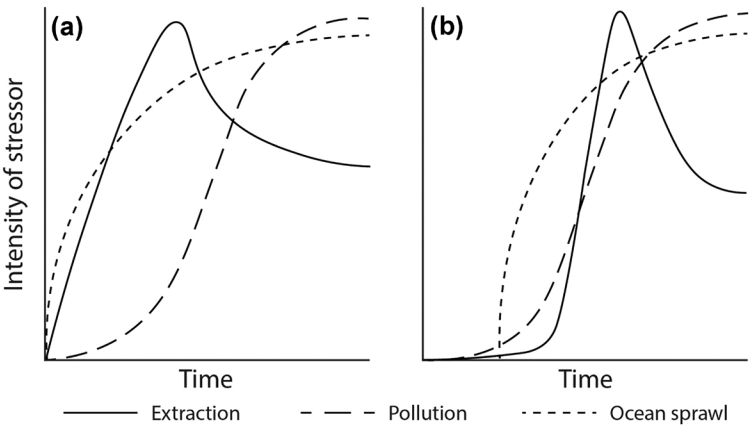 (a)
(b)
Intensity of stressor
Time
Time
Extraction
Pollution
Ocean sprawl